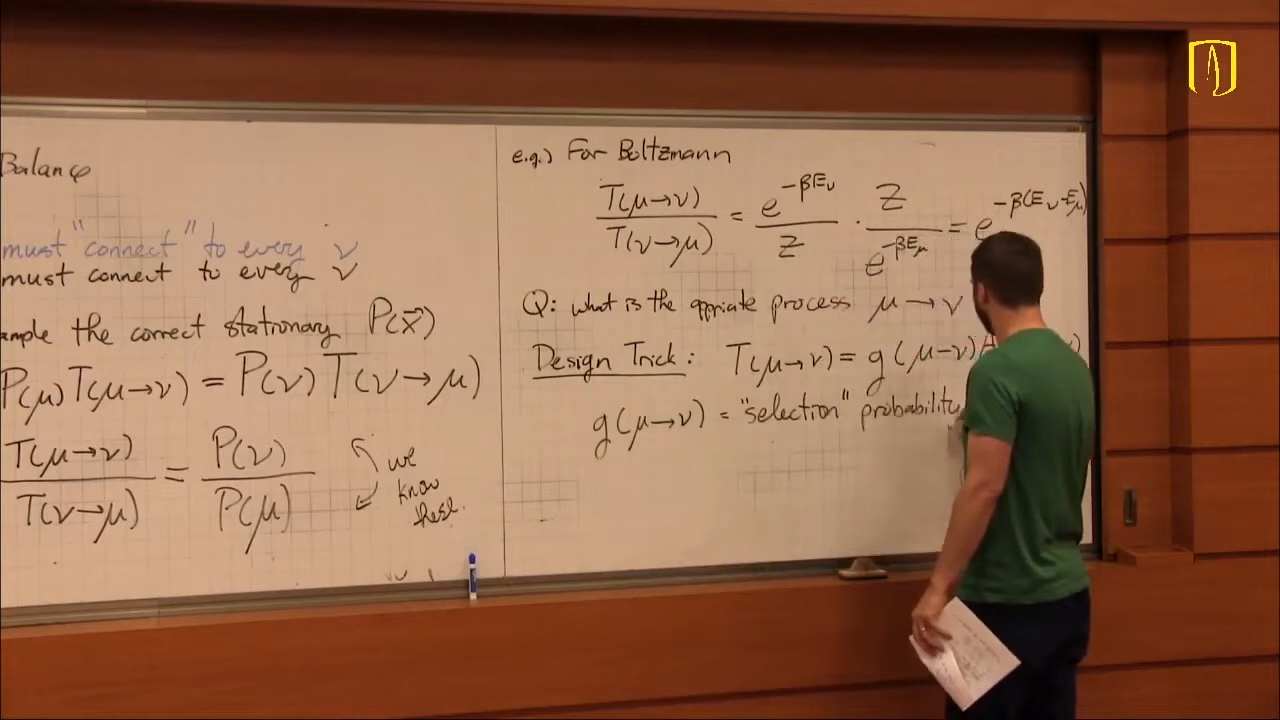 Balance
must "connect" to every ν
must connect to every ν
ample the correct stationary P(x⃗)
P(μ)T(μ→ν) = P(ν)T(ν→μ)
T(μ→ν) / T(ν→μ) = P(ν) / P(μ)
we know these.
e.g.) For Boltzmann
T(μ→ν) / T(ν→μ) = e^{-βE_ν} / Z · Z / e^{-βE_μ} = e^{-β(E_ν-E_μ)}
Q: what is the appriate process μ→ν
Design Trick: T(μ→ν) = g(μ-ν)A
g(μ→ν) = "selection" probability